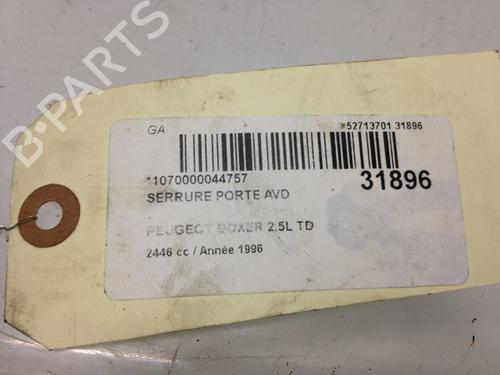 GA
*52713701 31896
*1070000044757
31896
SERRURE PORTE AVD
PEUGEOT BOXER 2.5L TD
2446 cc / Année 1996
B-PARTS